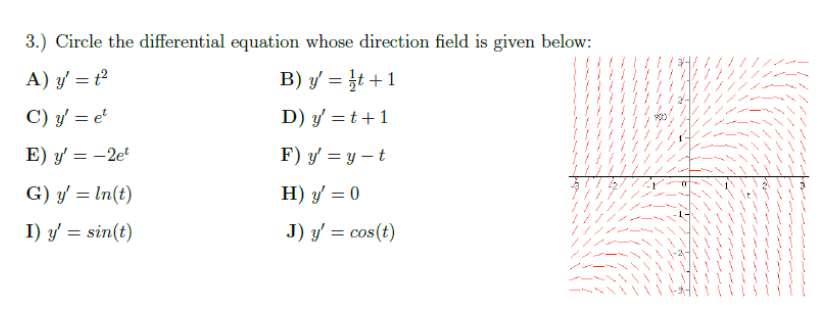 3.) Circle the differential equation whose direction field is given below:
A) y′ = t² B) y′ = ½t + 1
C) y′ = eᵗ D) y′ = t + 1
E) y′ = −2eᵗ F) y′ = y − t
G) y′ = ln(t) H) y′ = 0
I) y′ = sin(t) J) y′ = cos(t)
3
2
y(t)
1
-3 -2 -1 0 1 2 3
t
-1
-2
-3